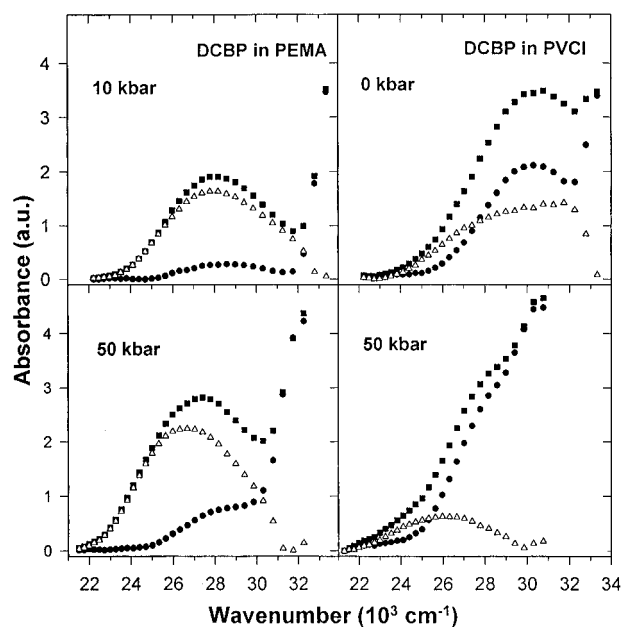 DCBP in PEMA
10 kbar
DCBP in PVCl
0 kbar
50 kbar
50 kbar
Absorbance (a.u.)
4
3
2
1
0
4
3
2
1
0
22 24 26 28 30 32
22 24 26 28 30 32 34
Wavenumber (10³ cm⁻¹)